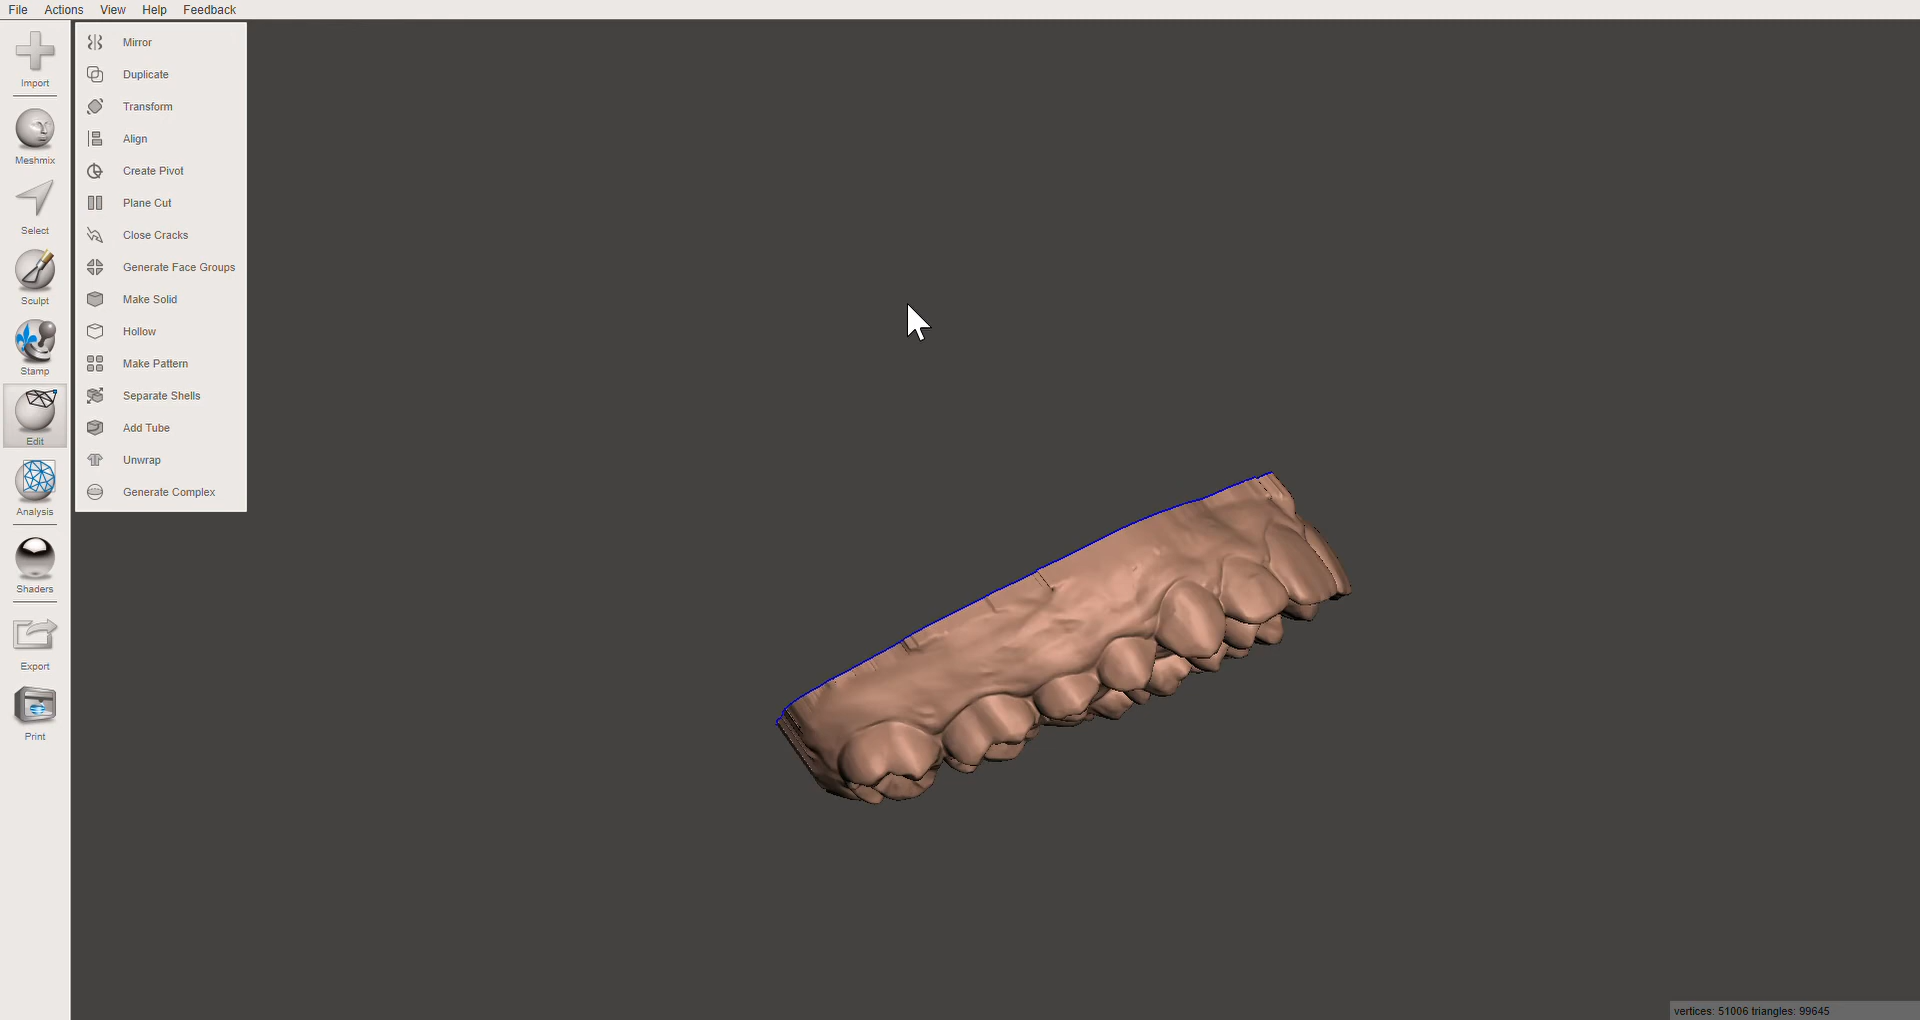 File Actions View Help Feedback
Import
Meshmix
Select
Sculpt
Stamp
Edit
Analysis
Shaders
Export
Print
Mirror
Duplicate
Transform
Align
Create Pivot
Plane Cut
Close Cracks
Generate Face Groups
Make Solid
Hollow
Make Pattern
Separate Shells
Add Tube
Unwrap
Generate Complex
vertices: 51006 triangles: 99645